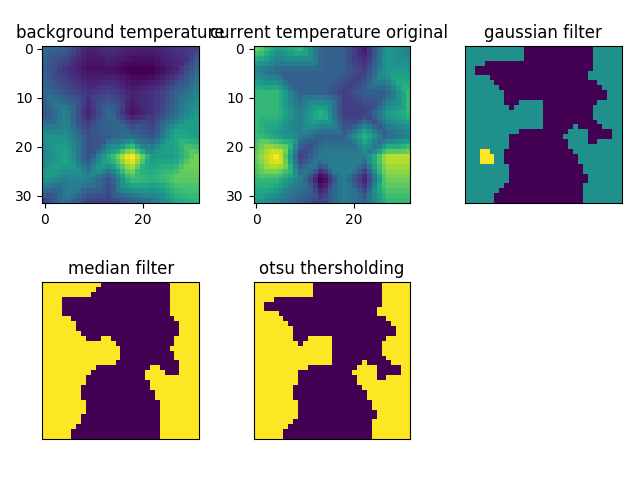 background temperature
current temperature original
gaussian filter
0
10
20
30
0
20
0
10
20
30
0
20
median filter
otsu thersholding